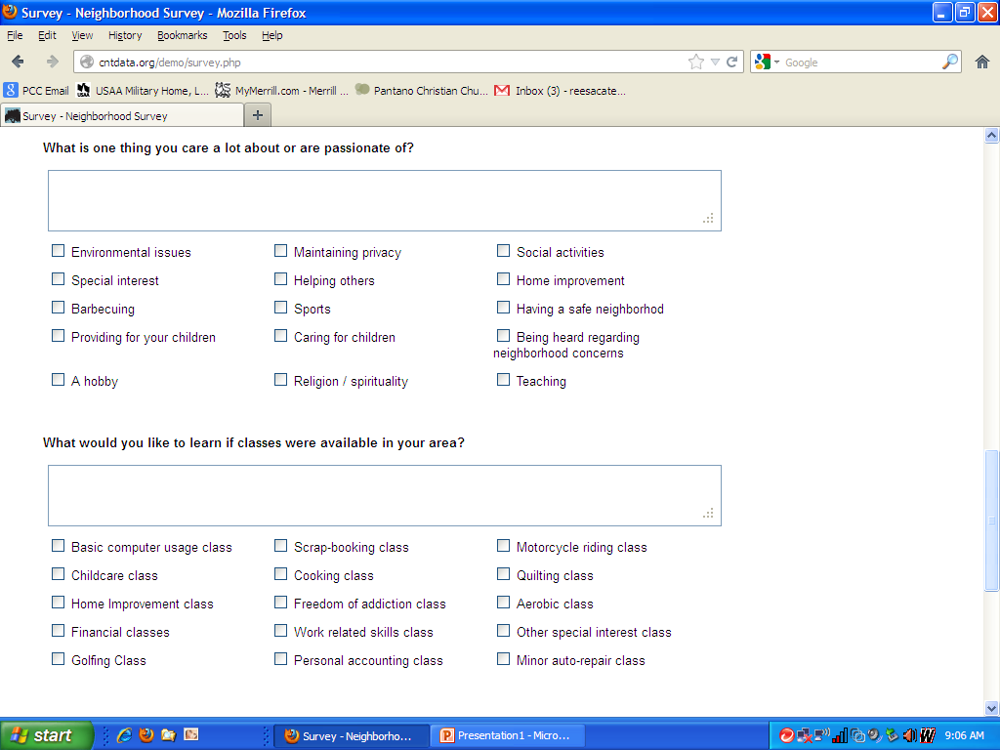 Survey - Neighborhood Survey - Mozilla Firefox
File Edit View History Bookmarks Tools Help
cntdata.org/demo/survey.php Google
PCC Email USAA Military Home, L... MyMerrill.com - Merrill ... Pantano Christian Chu... Inbox (3) - reesacate...
Survey - Neighborhood Survey
What is one thing you care a lot about or are passionate of?
Environmental issues Maintaining privacy Social activities
Special interest Helping others Home improvement
Barbecuing Sports Having a safe neighborhod
Providing for your children Caring for children Being heard regarding
neighborhood concerns
A hobby Religion / spirituality Teaching
What would you like to learn if classes were available in your area?
Basic computer usage class Scrap-booking class Motorcycle riding class
Childcare class Cooking class Quilting class
Home Improvement class Freedom of addiction class Aerobic class
Financial classes Work related skills class Other special interest class
Golfing Class Personal accounting class Minor auto-repair class
start Survey - Neighborho... Presentation1 - Micro... 9:06 AM